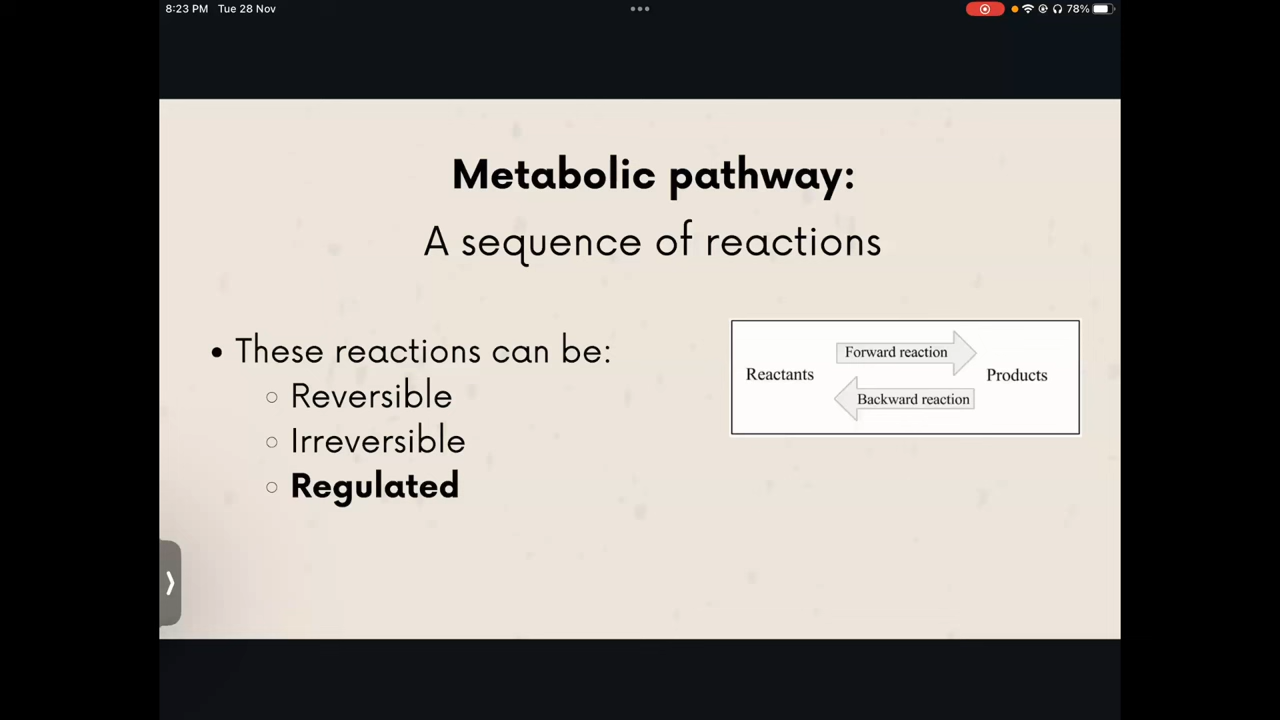 8:23 PM Tue 28 Nov
78%
Metabolic pathway:
A sequence of reactions
• These reactions can be:
○ Reversible
○ Irreversible
○ Regulated
Forward reaction
Reactants
Products
Backward reaction